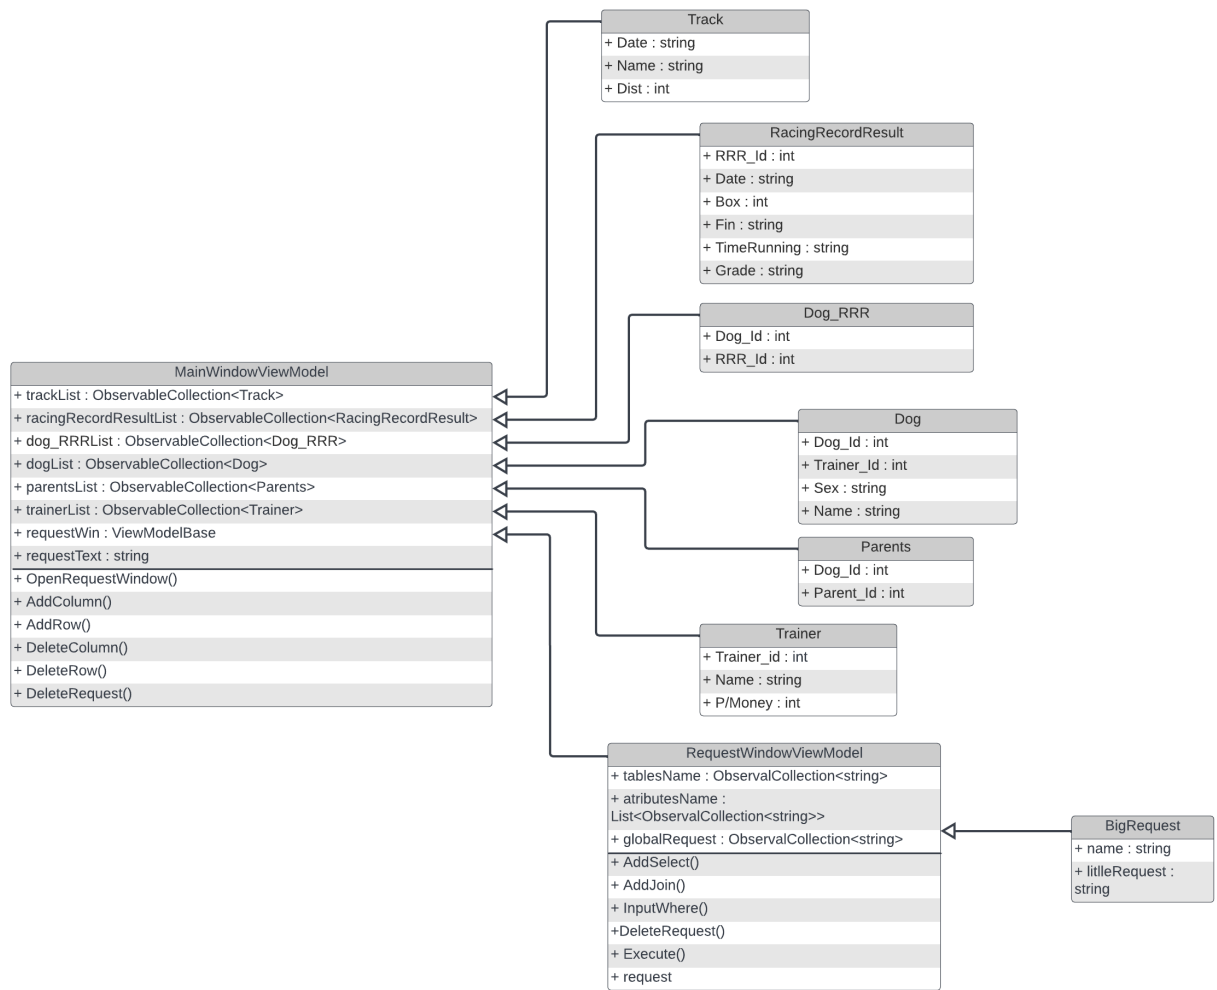 Track
+ Date : string
+ Name : string
+ Dist : int
RacingRecordResult
+ RRR_Id : int
+ Date : string
+ Box : int
+ Fin : string
+ TimeRunning : string
+ Grade : string
Dog_RRR
+ Dog_Id : int
+ RRR_Id : int
MainWindowViewModel
+ trackList : ObservableCollection<Track>
+ racingRecordResultList : ObservableCollection<RacingRecordResult>
+ dog_RRRList : ObservableCollection<Dog_RRR>
+ dogList : ObservableCollection<Dog>
+ parentsList : ObservableCollection<Parents>
+ trainerList : ObservableCollection<Trainer>
+ requestWin : ViewModelBase
+ requestText : string
+ OpenRequestWindow()
+ AddColumn()
+ AddRow()
+ DeleteColumn()
+ DeleteRow()
+ DeleteRequest()
Dog
+ Dog_Id : int
+ Trainer_Id : int
+ Sex : string
+ Name : string
Parents
+ Dog_Id : int
+ Parent_Id : int
Trainer
+ Trainer_id : int
+ Name : string
+ P/Money : int
RequestWindowViewModel
+ tablesName : ObservalCollection<string>
+ atributesName :
List<ObservalCollection<string>>
+ globalRequest : ObservalCollection<string>
+ AddSelect()
+ AddJoin()
+ InputWhere()
+DeleteRequest()
+ Execute()
+ request
BigRequest
+ name : string
+ litlleRequest :
string